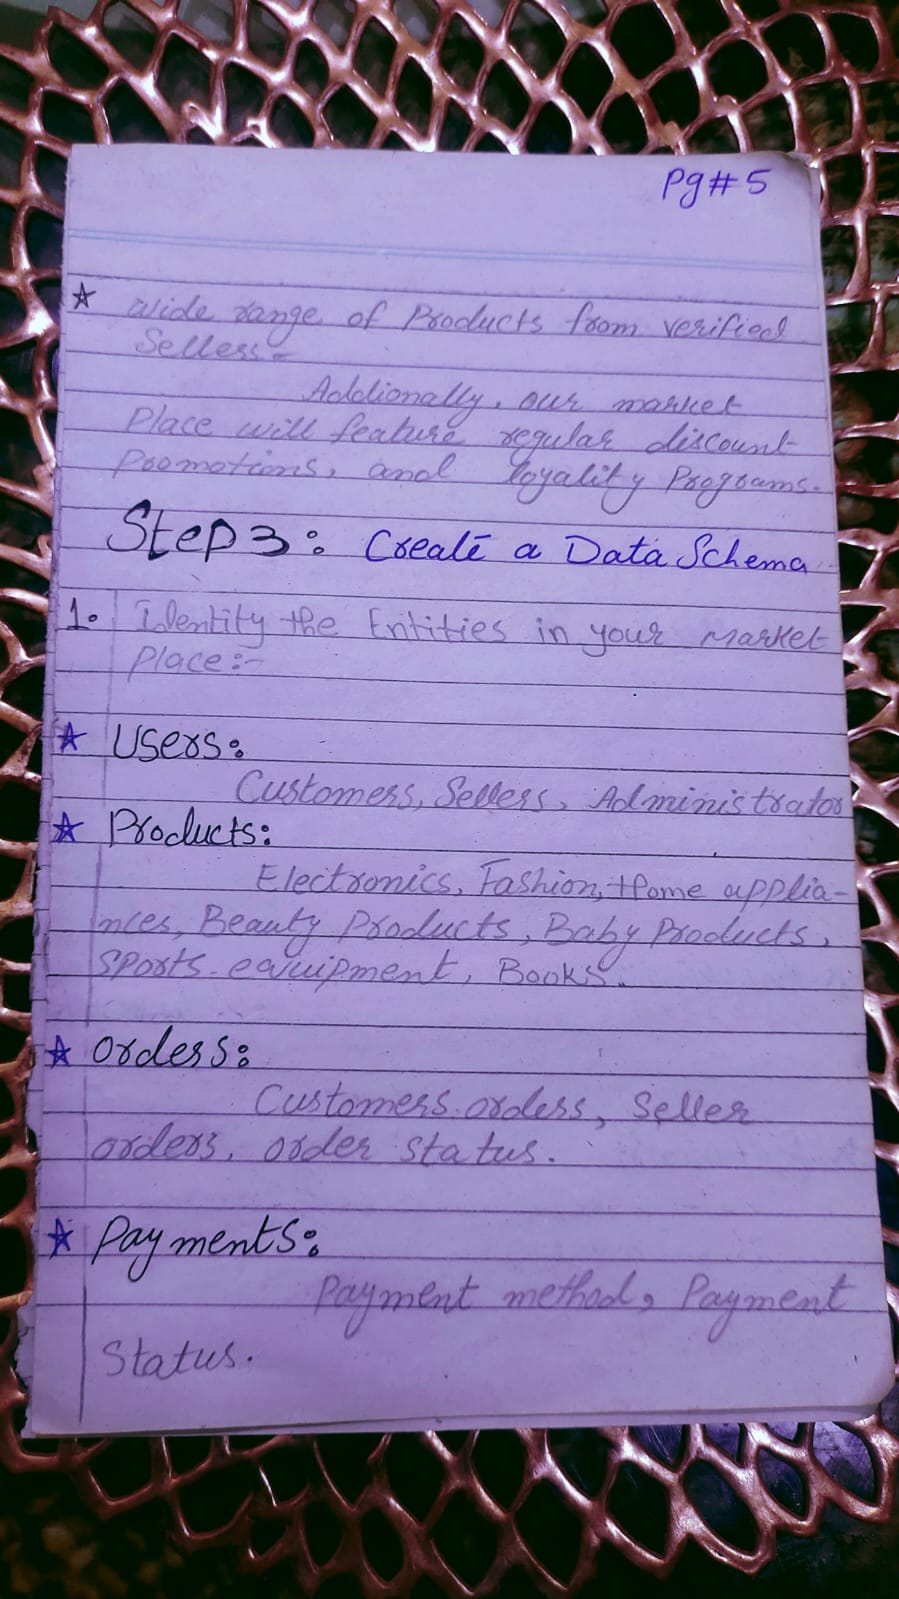 Pg# 5
☆ wide range of Products from verified
Sellers-
Addionally, our market
Place will feature regular discount
Promotions, and loyality Programs.
Step 3: Create a Data Schema
1. Identity the Entities in your Market
Place:-
☆ Users:
Customers, Sellers, Administrator
☆ Products:
Electronics, Fashion, Home applia-
nces, Beauty Products, Baby Products,
Sports equipment, Books.
☆ Orders:
Customers orders, Seller
orders, order status.
☆ Payments:
Payment method, Payment
Status.